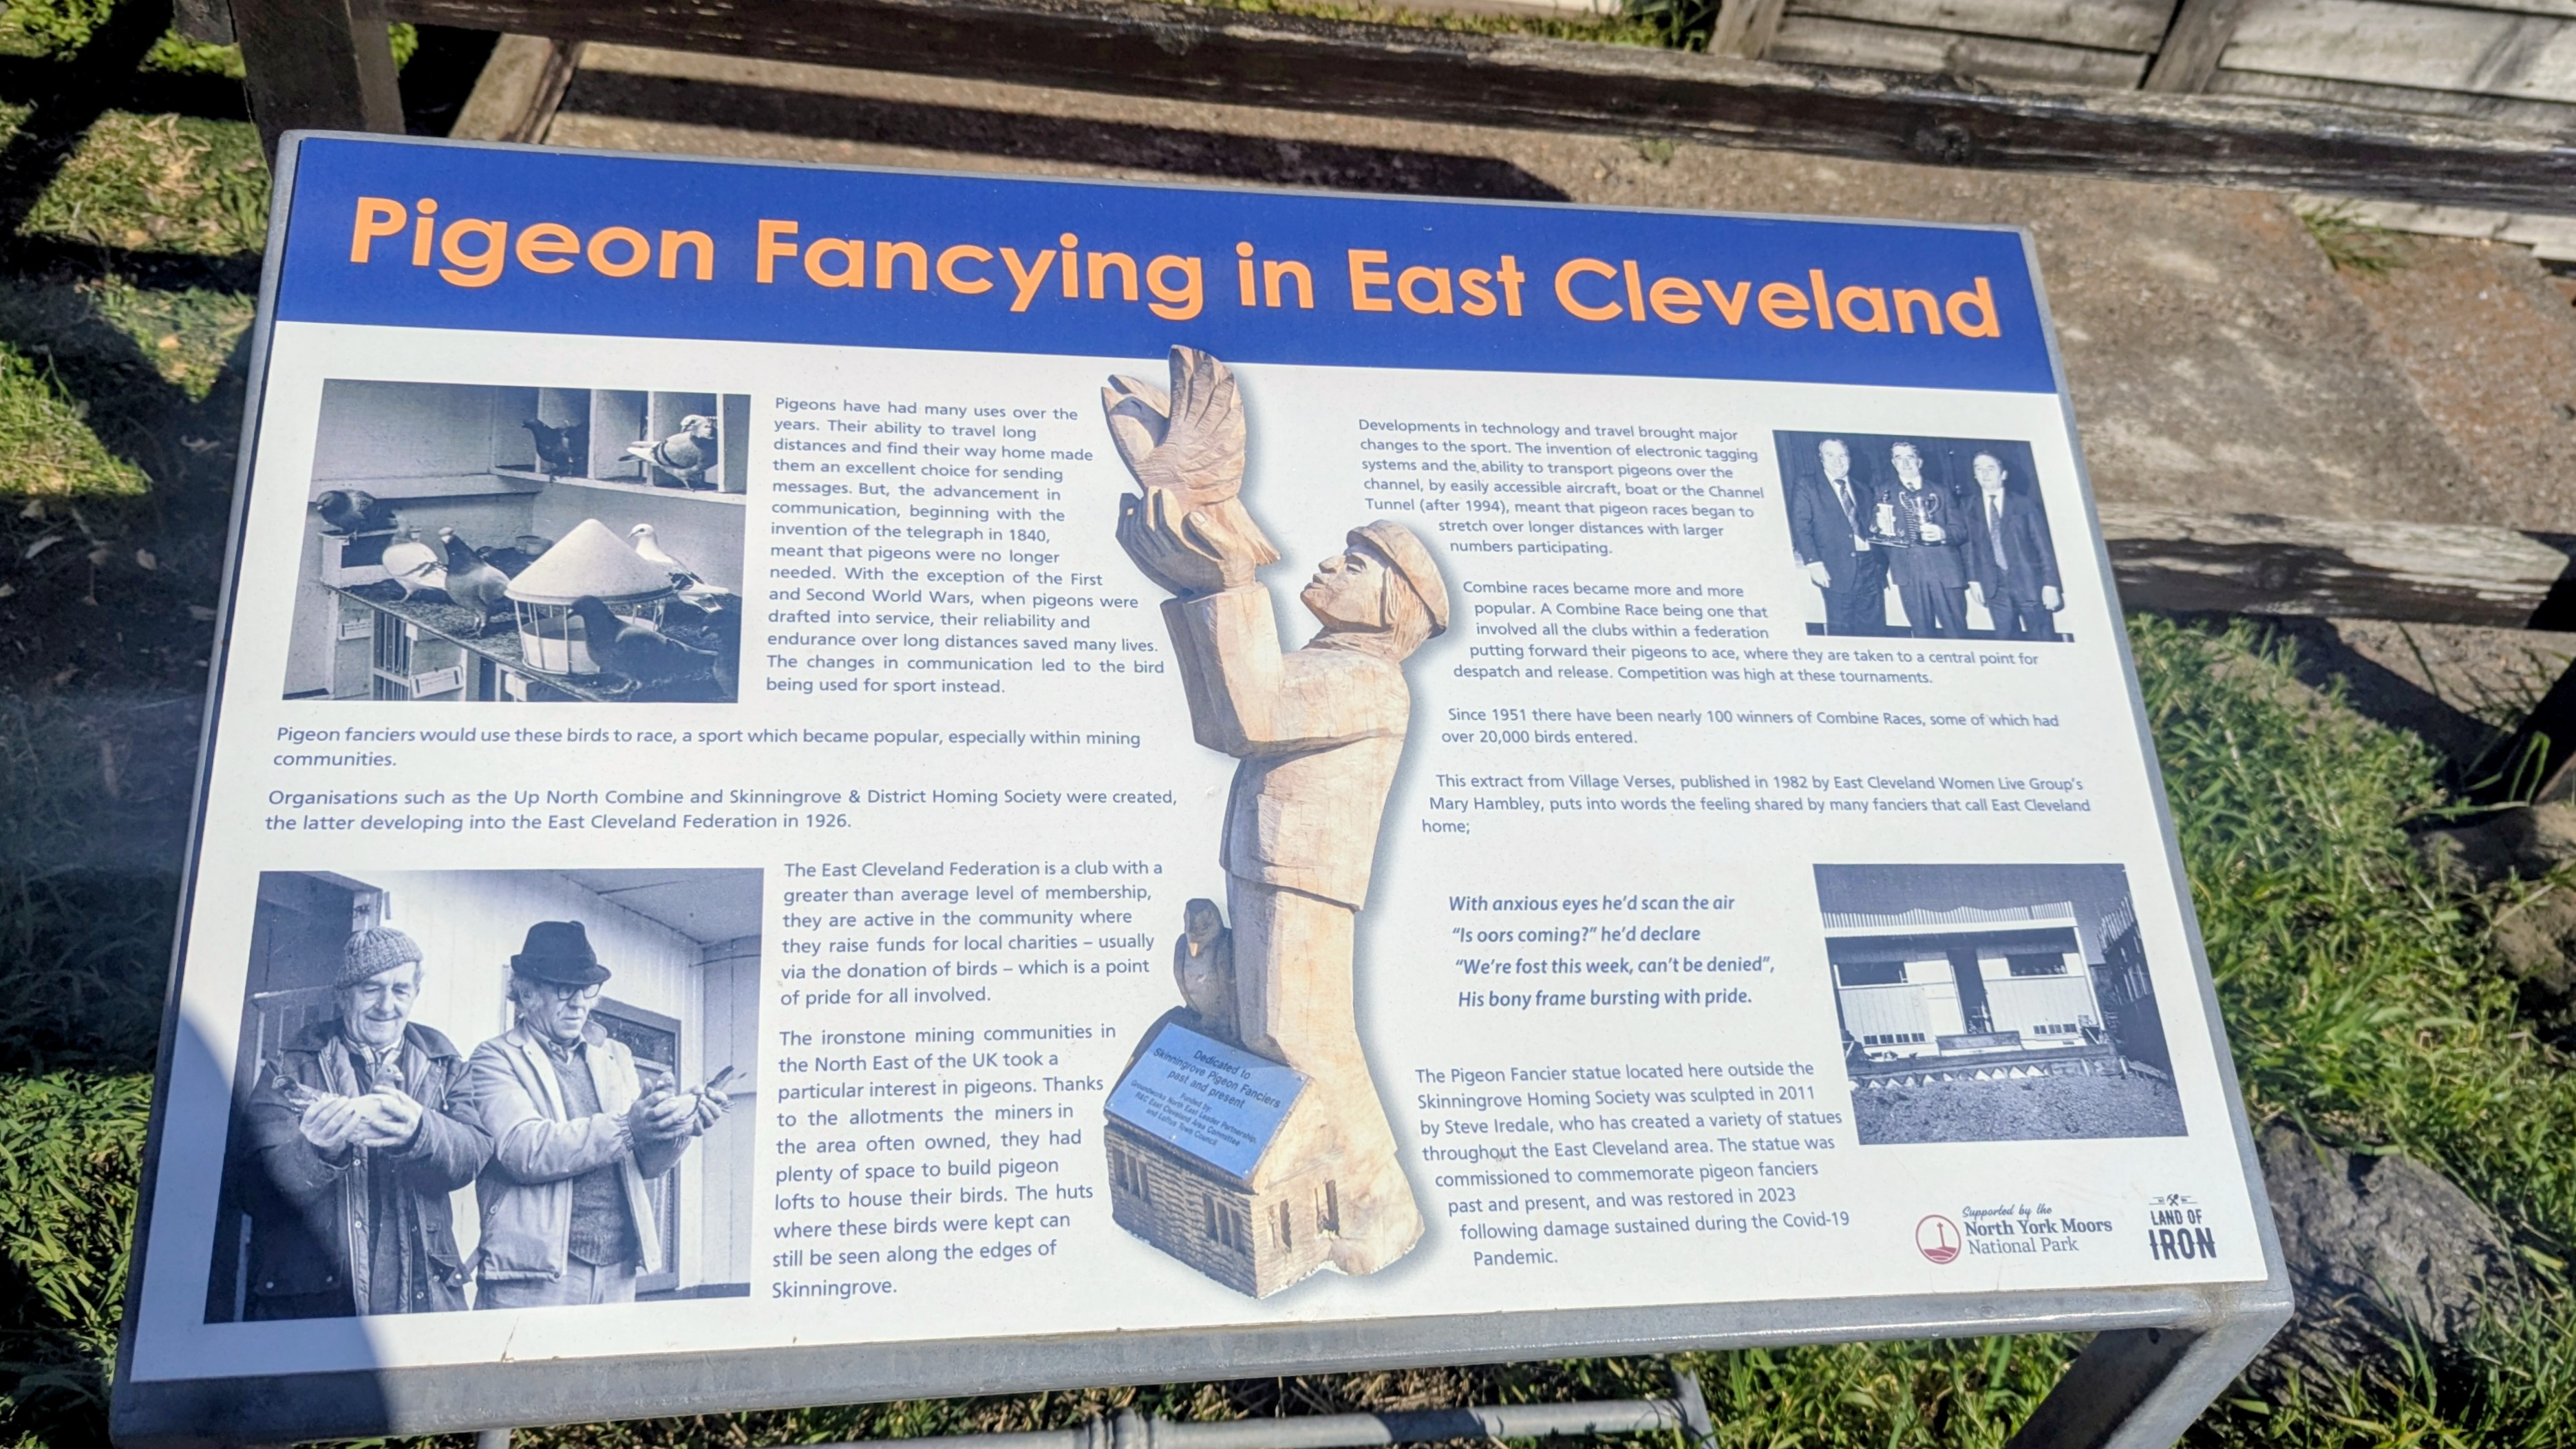 Pigeon Fancying in East Cleveland
Pigeons have had many uses over the
years. Their ability to travel long
distances and find their way home made
them an excellent choice for sending
messages. But, the advancement in
communication, beginning with the
invention of the telegraph in 1840,
meant that pigeons were no longer
needed. With the exception of the First
and Second World Wars, when pigeons were
drafted into service, their reliability and
endurance over long distances saved many lives.
The changes in communication led to the bird
being used for sport instead.
Pigeon fanciers would use these birds to race, a sport which became popular, especially within mining
communities.
Organisations such as the Up North Combine and Skinningrove & District Homing Society were created,
the latter developing into the East Cleveland Federation in 1926.
The East Cleveland Federation is a club with a
greater than average level of membership,
they are active in the community where
they raise funds for local charities – usually
via the donation of birds – which is a point
of pride for all involved.
The ironstone mining communities in
the North East of the UK took a
particular interest in pigeons. Thanks
to the allotments the miners in
the area often owned, they had
plenty of space to build pigeon
lofts to house their birds. The huts
where these birds were kept can
still be seen along the edges of
Skinningrove.
Dedicated to
Skinningrove Pigeon Fanciers
past and present
Funded by:
Groundworks North East Leader Partnership,
R&C East Cleveland Area Committee
and Loftus Town Council
Developments in technology and travel brought major
changes to the sport. The invention of electronic tagging
systems and the ability to transport pigeons over the
channel, by easily accessible aircraft, boat or the Channel
Tunnel (after 1994), meant that pigeon races began to
stretch over longer distances with larger
numbers participating.
Combine races became more and more
popular. A Combine Race being one that
involved all the clubs within a federation
putting forward their pigeons to ace, where they are taken to a central point for
despatch and release. Competition was high at these tournaments.
Since 1951 there have been nearly 100 winners of Combine Races, some of which had
over 20,000 birds entered.
This extract from Village Verses, published in 1982 by East Cleveland Women Live Group's
Mary Hambley, puts into words the feeling shared by many fanciers that call East Cleveland
home;
With anxious eyes he'd scan the air
"Is oors coming?" he'd declare
"We're fost this week, can't be denied",
His bony frame bursting with pride.
The Pigeon Fancier statue located here outside the
Skinningrove Homing Society was sculpted in 2011
by Steve Iredale, who has created a variety of statues
throughout the East Cleveland area. The statue was
commissioned to commemorate pigeon fanciers
past and present, and was restored in 2023
following damage sustained during the Covid-19
Pandemic.
Supported by the
North York Moors
National Park
LAND OF
IRON